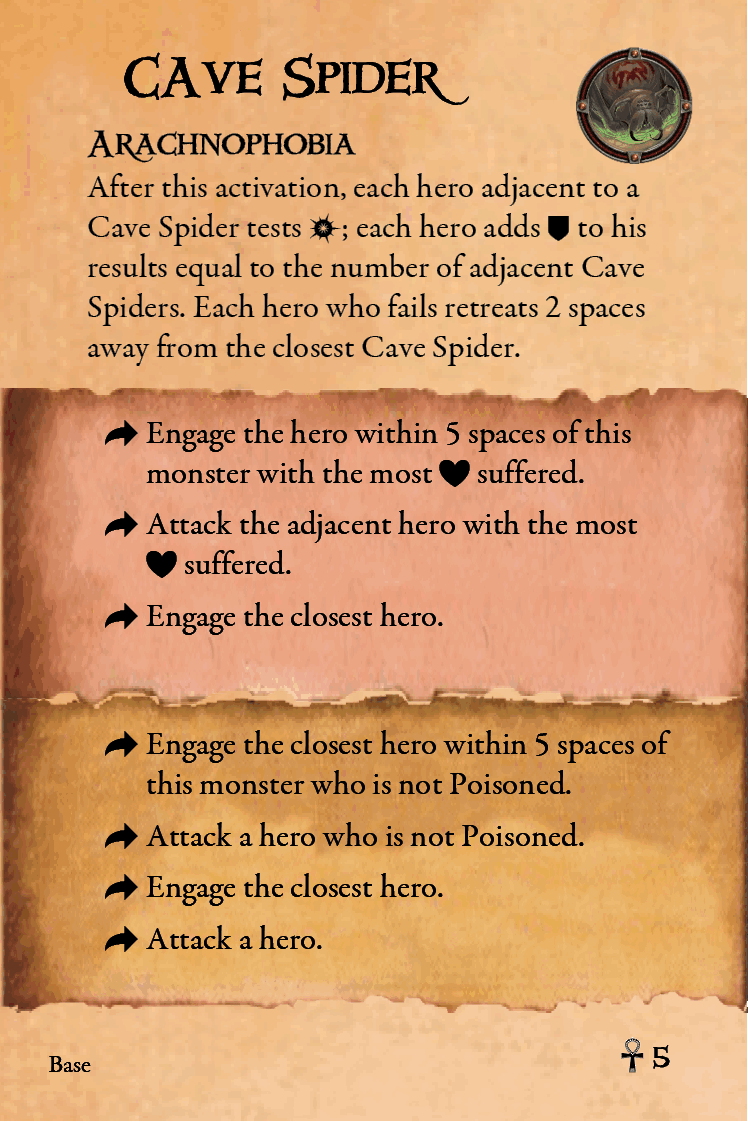 Cave Spider
Arachnophobia
After this activation, each hero adjacent to a
Cave Spider tests ; each hero adds to his
results equal to the number of adjacent Cave
Spiders. Each hero who fails retreats 2 spaces
away from the closest Cave Spider.
Engage the hero within 5 spaces of this
monster with the most suffered.
Attack the adjacent hero with the most
suffered.
Engage the closest hero.
Engage the closest hero within 5 spaces of
this monster who is not Poisoned.
Attack a hero who is not Poisoned.
Engage the closest hero.
Attack a hero.
Base
5